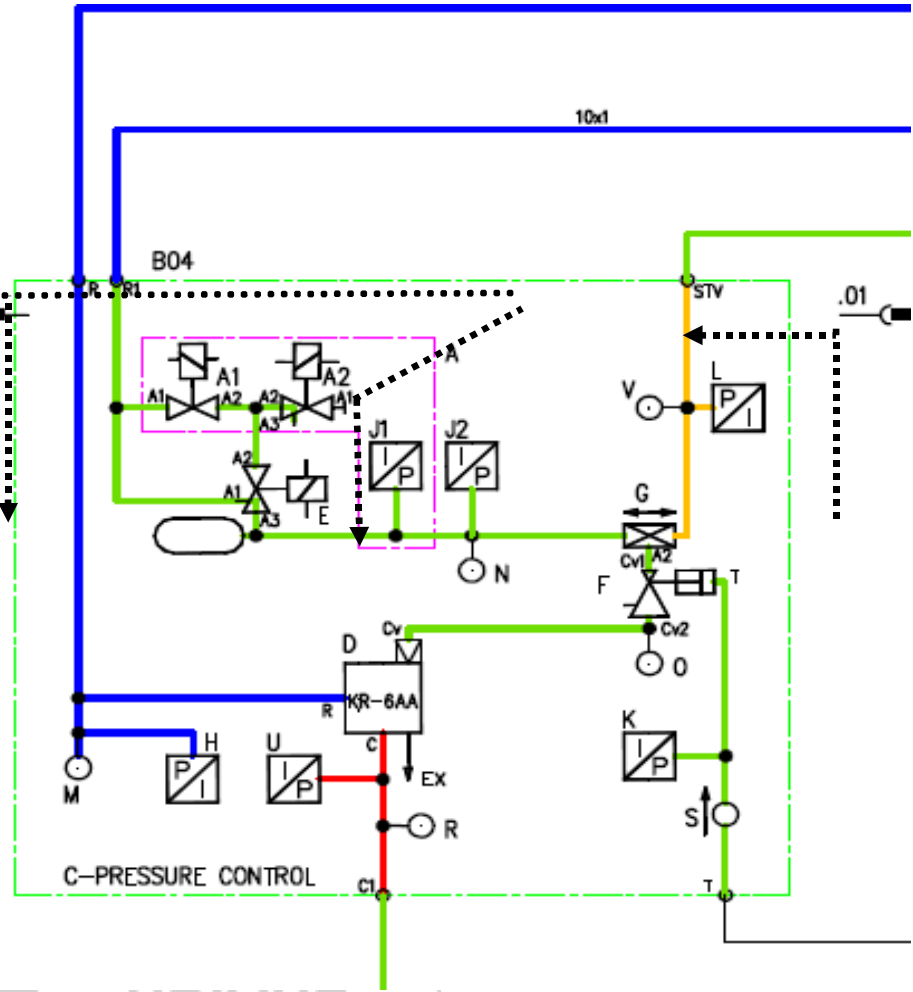 10x1
B04
R
R1
STV
.01
A
A1
A2
L
P
I
A1
A2
A2
A1
V
A3
J1
J2
I
P
I
P
A2
A1
E
A3
G
Cv1
A2
N
F
T
Cv
Cv2
D
O
R
KR-6AA
C
H
U
K
P
I
I
P
I
P
EX
M
S
R
C-PRESSURE CONTROL
C1
T